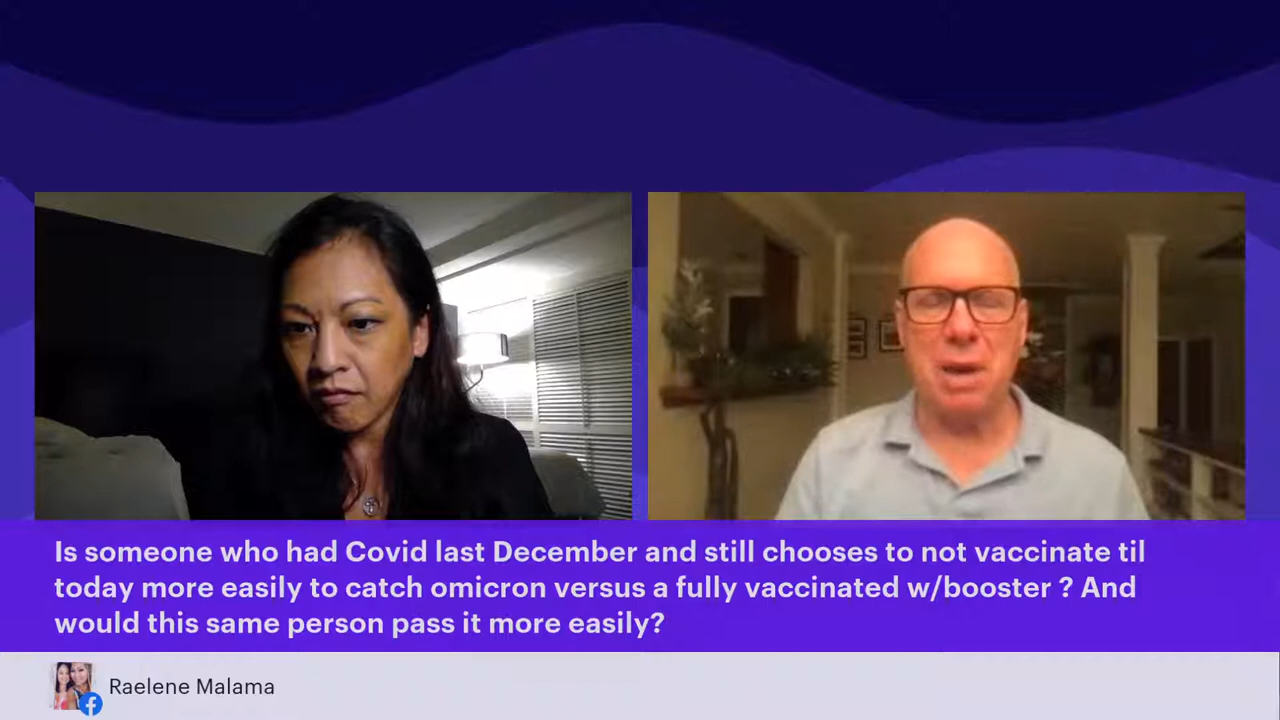 Is someone who had Covid last December and still chooses to not vaccinate til
today more easily to catch omicron versus a fully vaccinated w/booster ? And
would this same person pass it more easily?
Raelene Malama